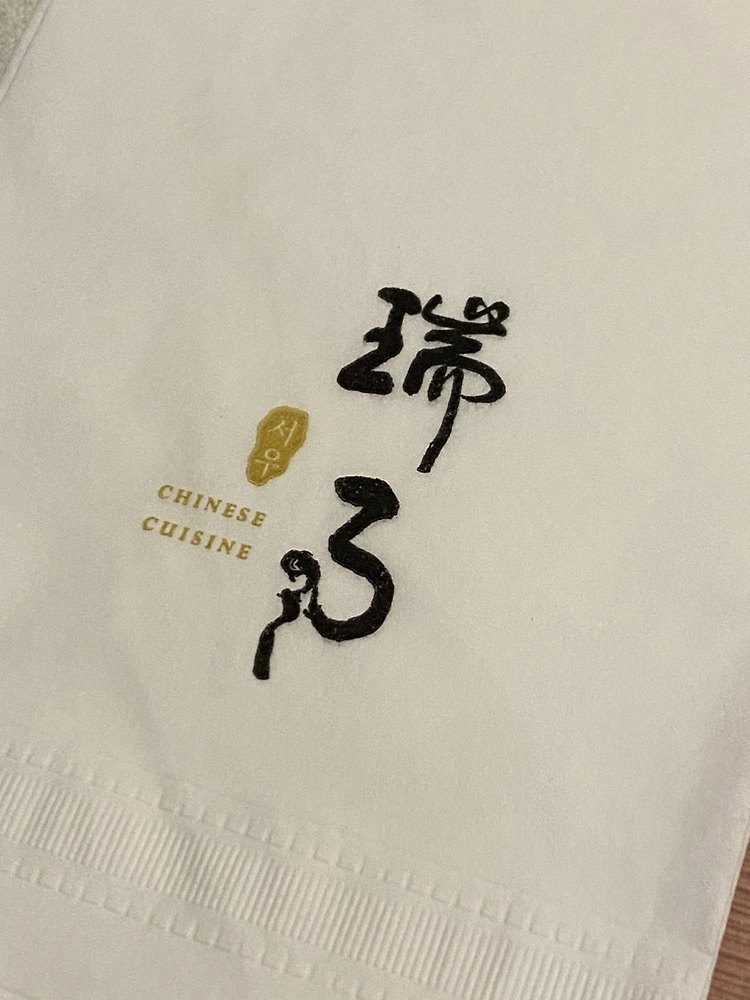 瑞
서우
CHINESE
CUISINE